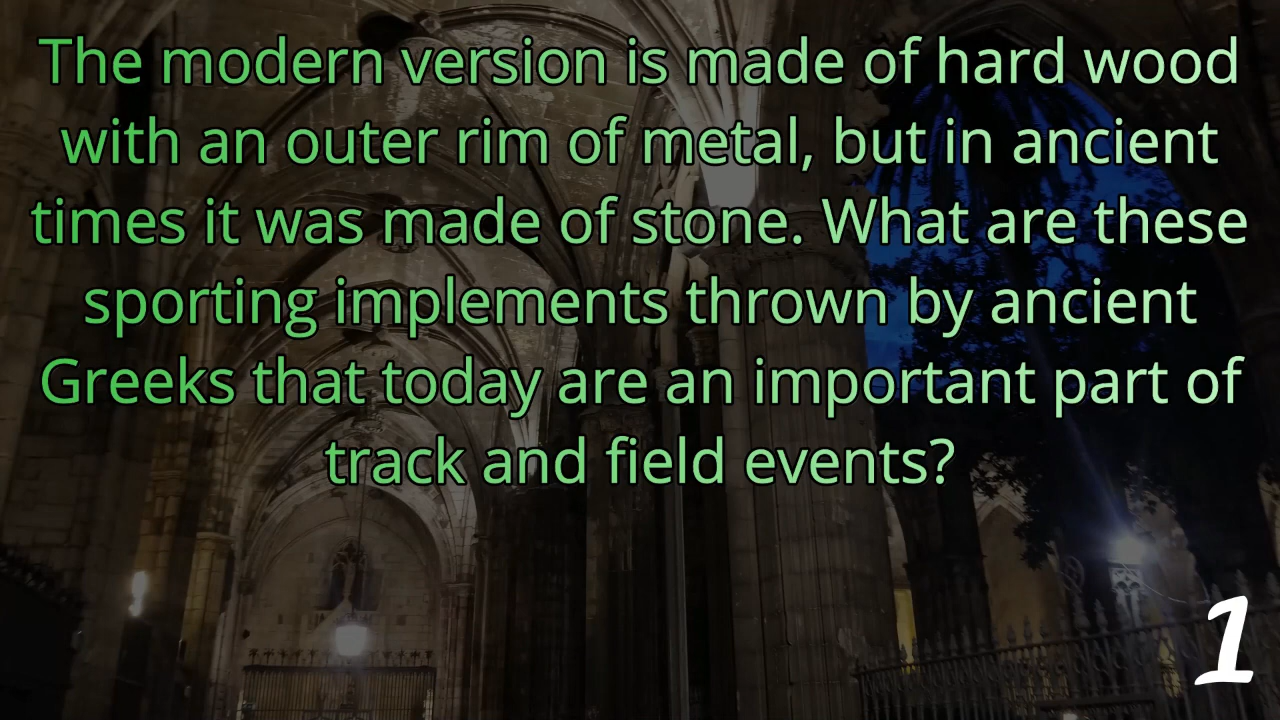 The modern version is made of hard wood
with an outer rim of metal, but in ancient
times it was made of stone. What are these
sporting implements thrown by ancient
Greeks that today are an important part of
track and field events?
1